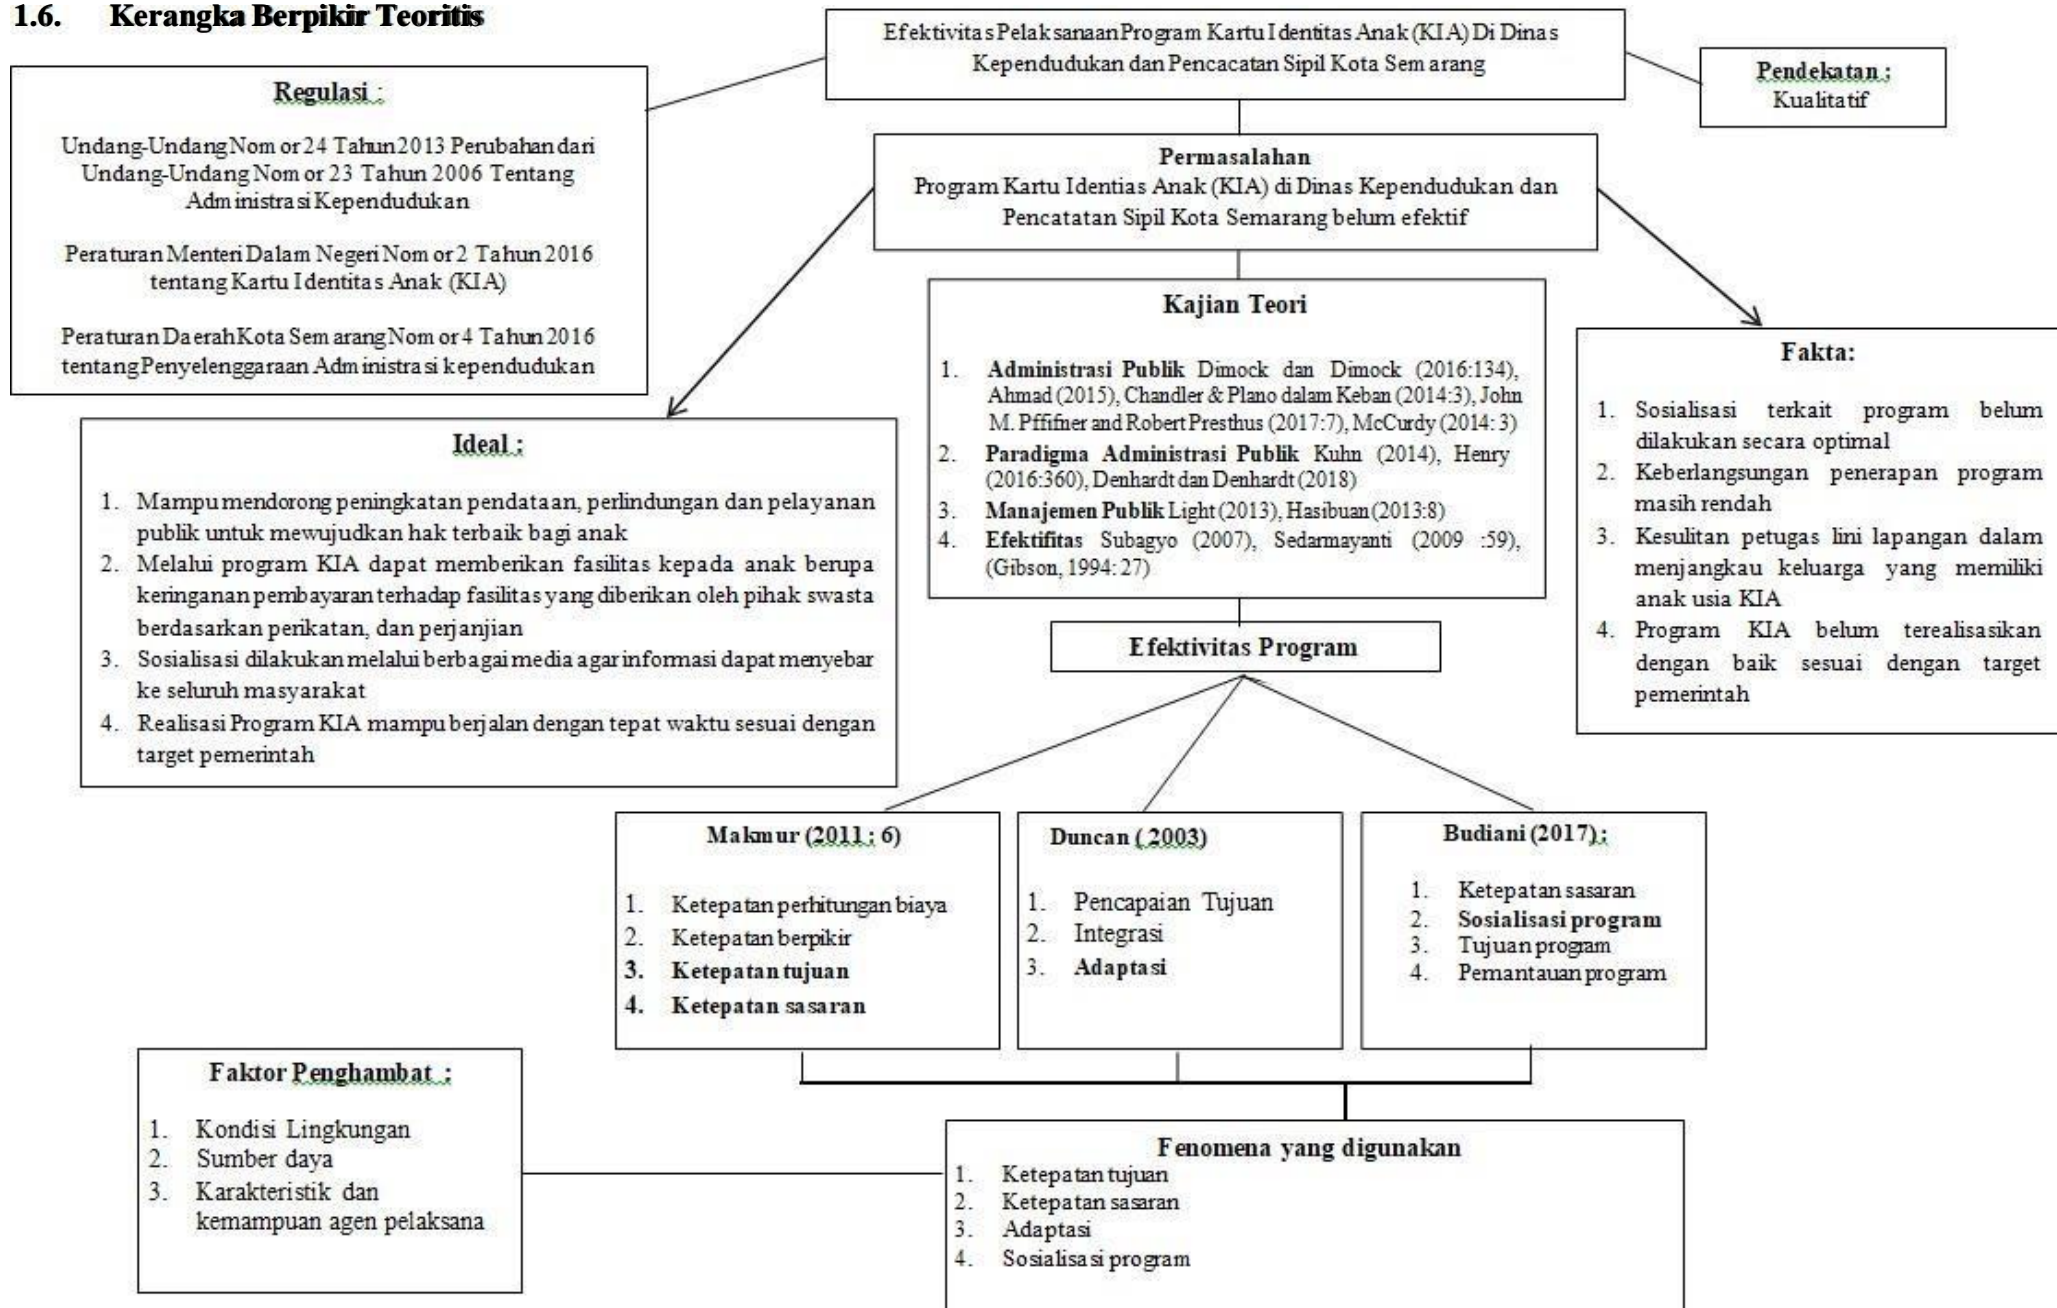 1.6. Kerangka Berpikir Teoritis
Efektivitas Pelaksanaan Program Kartu Identitas Anak (KIA) Di Dinas
Kependudukan dan Pencacatan Sipil Kota Semarang
Pendekatan :
Kualitatif
Regulasi :
Undang-Undang Nomor 24 Tahun 2013 Perubahan dari
Undang-Undang Nomor 23 Tahun 2006 Tentang
Administrasi Kependudukan
Peraturan Menteri Dalam Negeri Nomor 2 Tahun 2016
tentang Kartu Identitas Anak (KIA)
Peraturan Daerah Kota Semarang Nomor 4 Tahun 2016
tentang Penyelenggaraan Administrasi kependudukan
Permasalahan
Program Kartu Identias Anak (KIA) di Dinas Kependudukan dan
Pencatatan Sipil Kota Semarang belum efektif
Kajian Teori
1. Administrasi Publik Dimock dan Dimock (2016:134),
Ahmad (2015), Chandler & Plano dalam Keban (2014:3), John
M. Pffifner and Robert Presthus (2017:7), McCurdy (2014: 3)
2. Paradigma Administrasi Publik Kuhn (2014), Henry
(2016:360), Denhardt dan Denhardt (2018)
3. Manajemen Publik Light (2013), Hasibuan (2013:8)
4. Efektifitas Subagyo (2007), Sedarmayanti (2009 :59),
(Gibson, 1994: 27)
Fakta:
1. Sosialisasi terkait program belum
dilakukan secara optimal
2. Keberlangsungan penerapan program
masih rendah
3. Kesulitan petugas lini lapangan dalam
menjangkau keluarga yang memiliki
anak usia KIA
4. Program KIA belum terealisasikan
dengan baik sesuai dengan target
pemerintah
Ideal :
1. Mampu mendorong peningkatan pendataan, perlindungan dan pelayanan
publik untuk mewujudkan hak terbaik bagi anak
2. Melalui program KIA dapat memberikan fasilitas kepada anak berupa
keringanan pembayaran terhadap fasilitas yang diberikan oleh pihak swasta
berdasarkan perikatan, dan perjanjian
3. Sosialisasi dilakukan melalui berbagai media agar informasi dapat menyebar
ke seluruh masyarakat
4. Realisasi Program KIA mampu berjalan dengan tepat waktu sesuai dengan
target pemerintah
Efektivitas Program
Makmur (2011 : 6)
1. Ketepatan perhitungan biaya
2. Ketepatan berpikir
3. Ketepatan tujuan
4. Ketepatan sasaran
Duncan ( 2003)
1. Pencapaian Tujuan
2. Integrasi
3. Adaptasi
Budiani (2017) :
1. Ketepatan sasaran
2. Sosialisasi program
3. Tujuan program
4. Pemantauan program
Faktor Penghambat :
1. Kondisi Lingkungan
2. Sumber daya
3. Karakteristik dan
kemampuan agen pelaksana
Fenomena yang digunakan
1. Ketepatan tujuan
2. Ketepatan sasaran
3. Adaptasi
4. Sosialisasi program